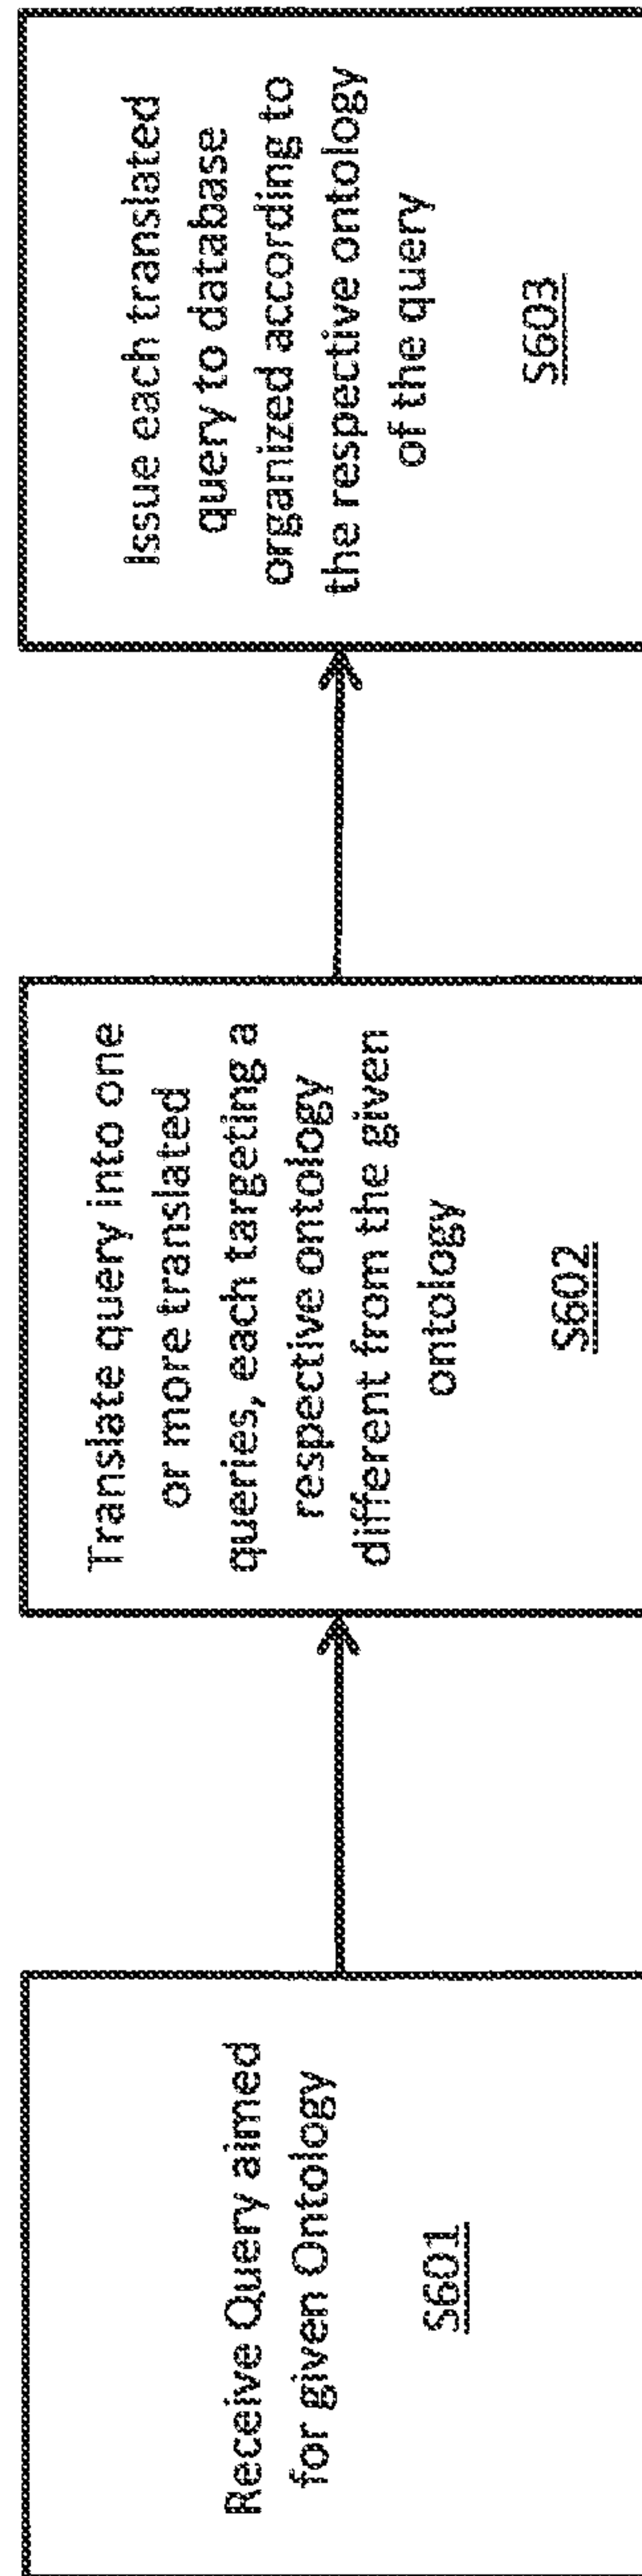 Receive Query aimed
for given Ontology
S601
Translate query into one
or more translated
queries, each targeting a
respective ontology
different from the given
ontology
S602
Issue each translated
query to database
organized according to
the respective ontology
of the query
S603